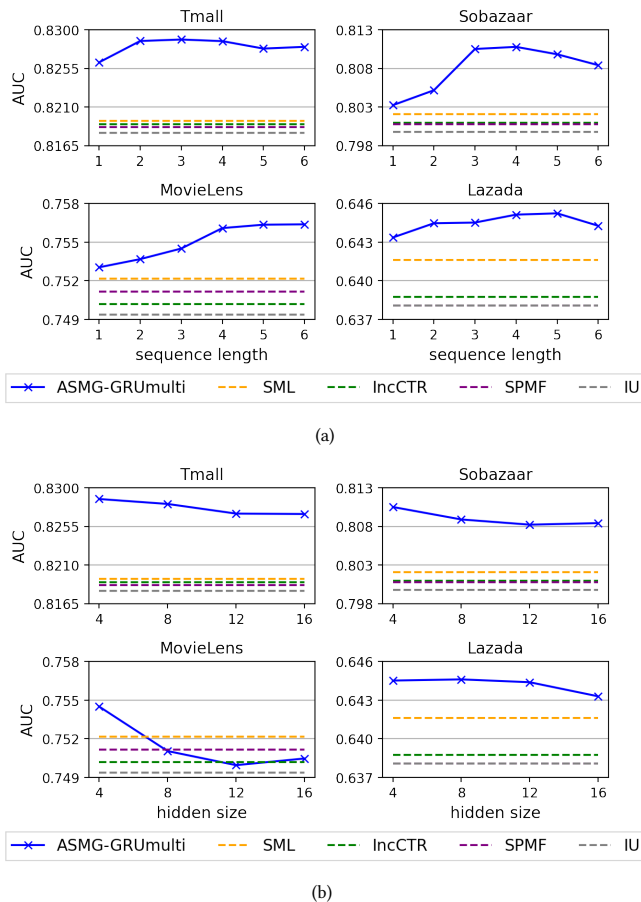 Tmall
Sobazaar
0.8300
0.8255
0.8210
0.8165
AUC
1 2 3 4 5 6
0.813
0.808
0.803
0.798
1 2 3 4 5 6
MovieLens
Lazada
0.758
0.755
0.752
0.749
AUC
1 2 3 4 5 6
sequence length
0.646
0.643
0.640
0.637
1 2 3 4 5 6
sequence length
ASMG-GRUmulti SML IncCTR SPMF IU
(a)
Tmall
Sobazaar
0.8300
0.8255
0.8210
0.8165
AUC
4 8 12 16
0.813
0.808
0.803
0.798
4 8 12 16
MovieLens
Lazada
0.758
0.755
0.752
0.749
AUC
4 8 12 16
hidden size
0.646
0.643
0.640
0.637
4 8 12 16
hidden size
ASMG-GRUmulti SML IncCTR SPMF IU
(b)